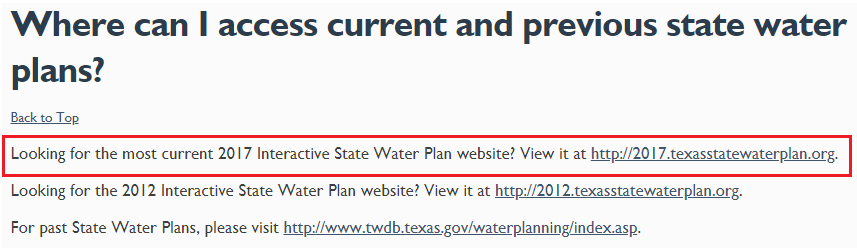 Where can I access current and previous state water
plans?
Back to Top
Looking for the most current 2017 Interactive State Water Plan website? View it at http://2017.texasstatewaterplan.org.
Looking for the 2012 Interactive State Water Plan website? View it at http://2012.texasstatewaterplan.org.
For past State Water Plans, please visit http://www.twdb.texas.gov/waterplanning/index.asp.